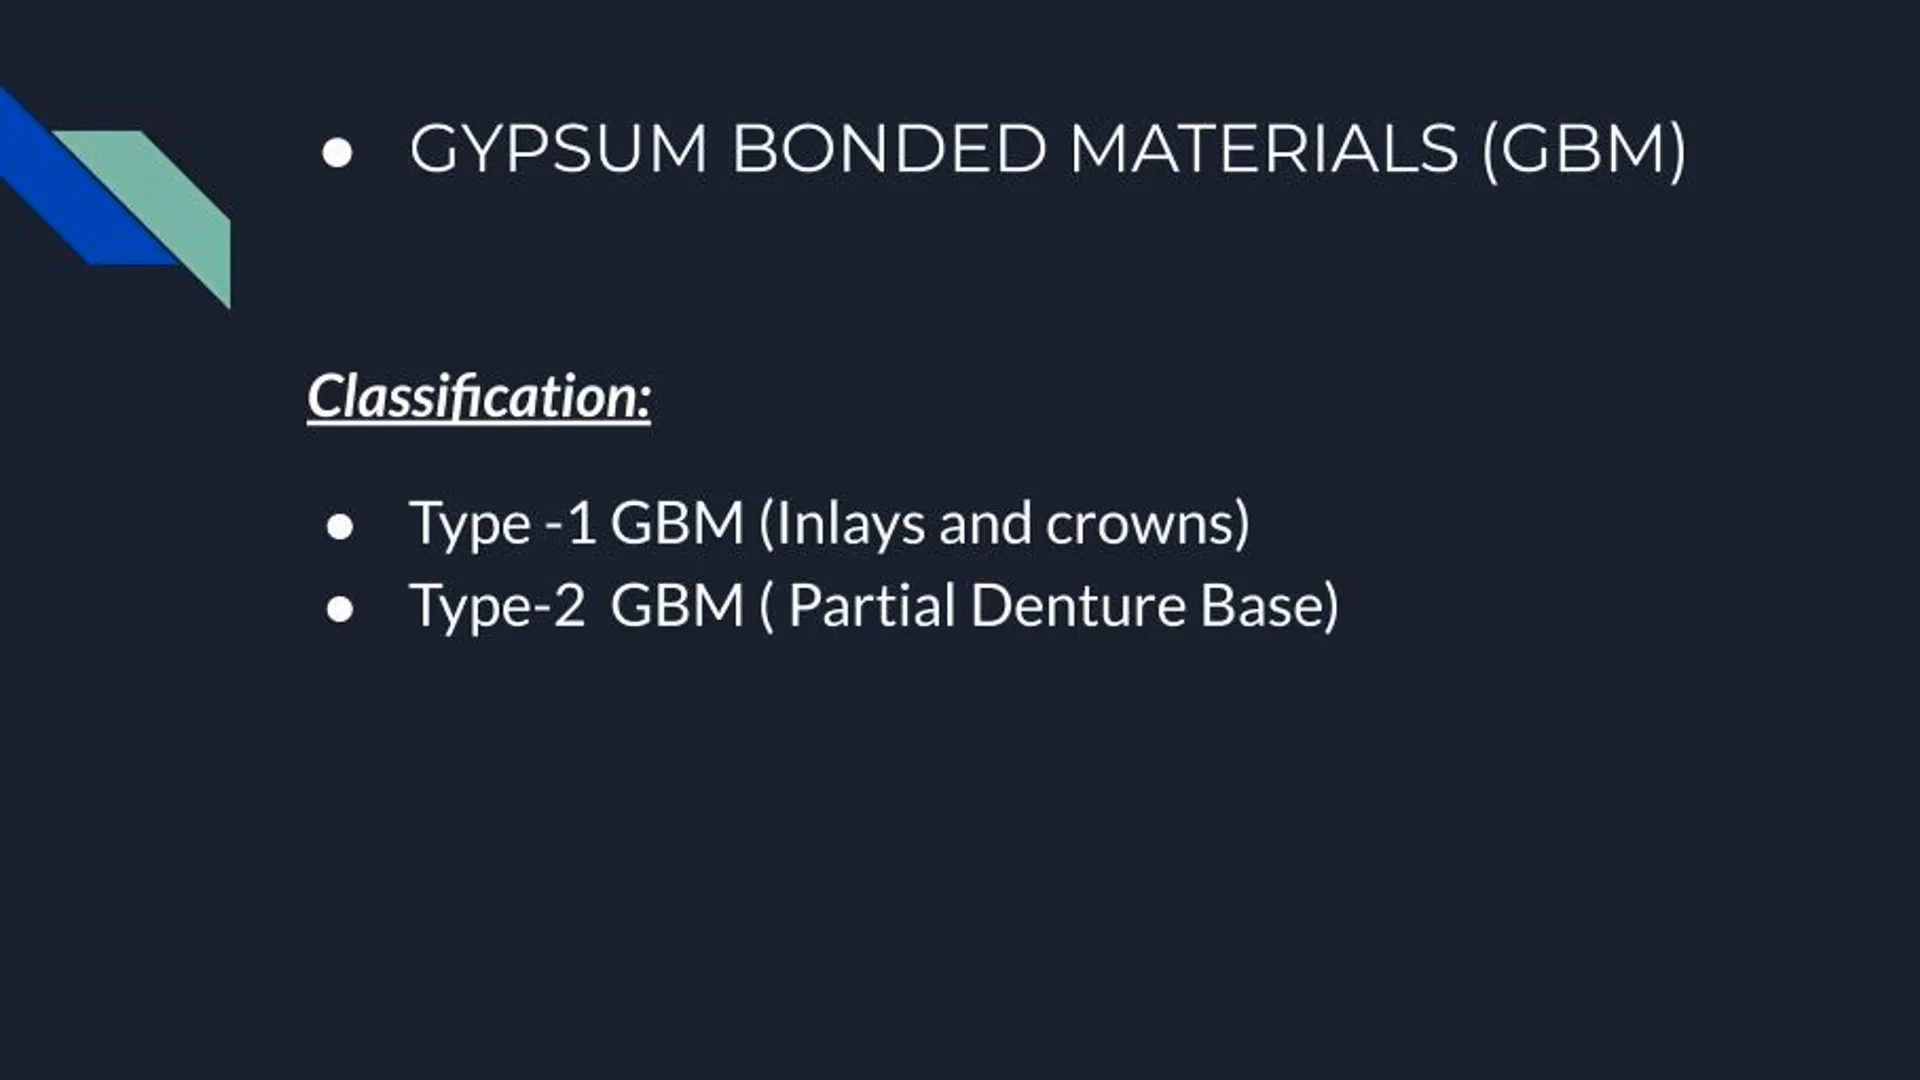 ● GYPSUM BONDED MATERIALS (GBM)
Classification:
● Type -1 GBM (Inlays and crowns)
● Type-2  GBM ( Partial Denture Base)